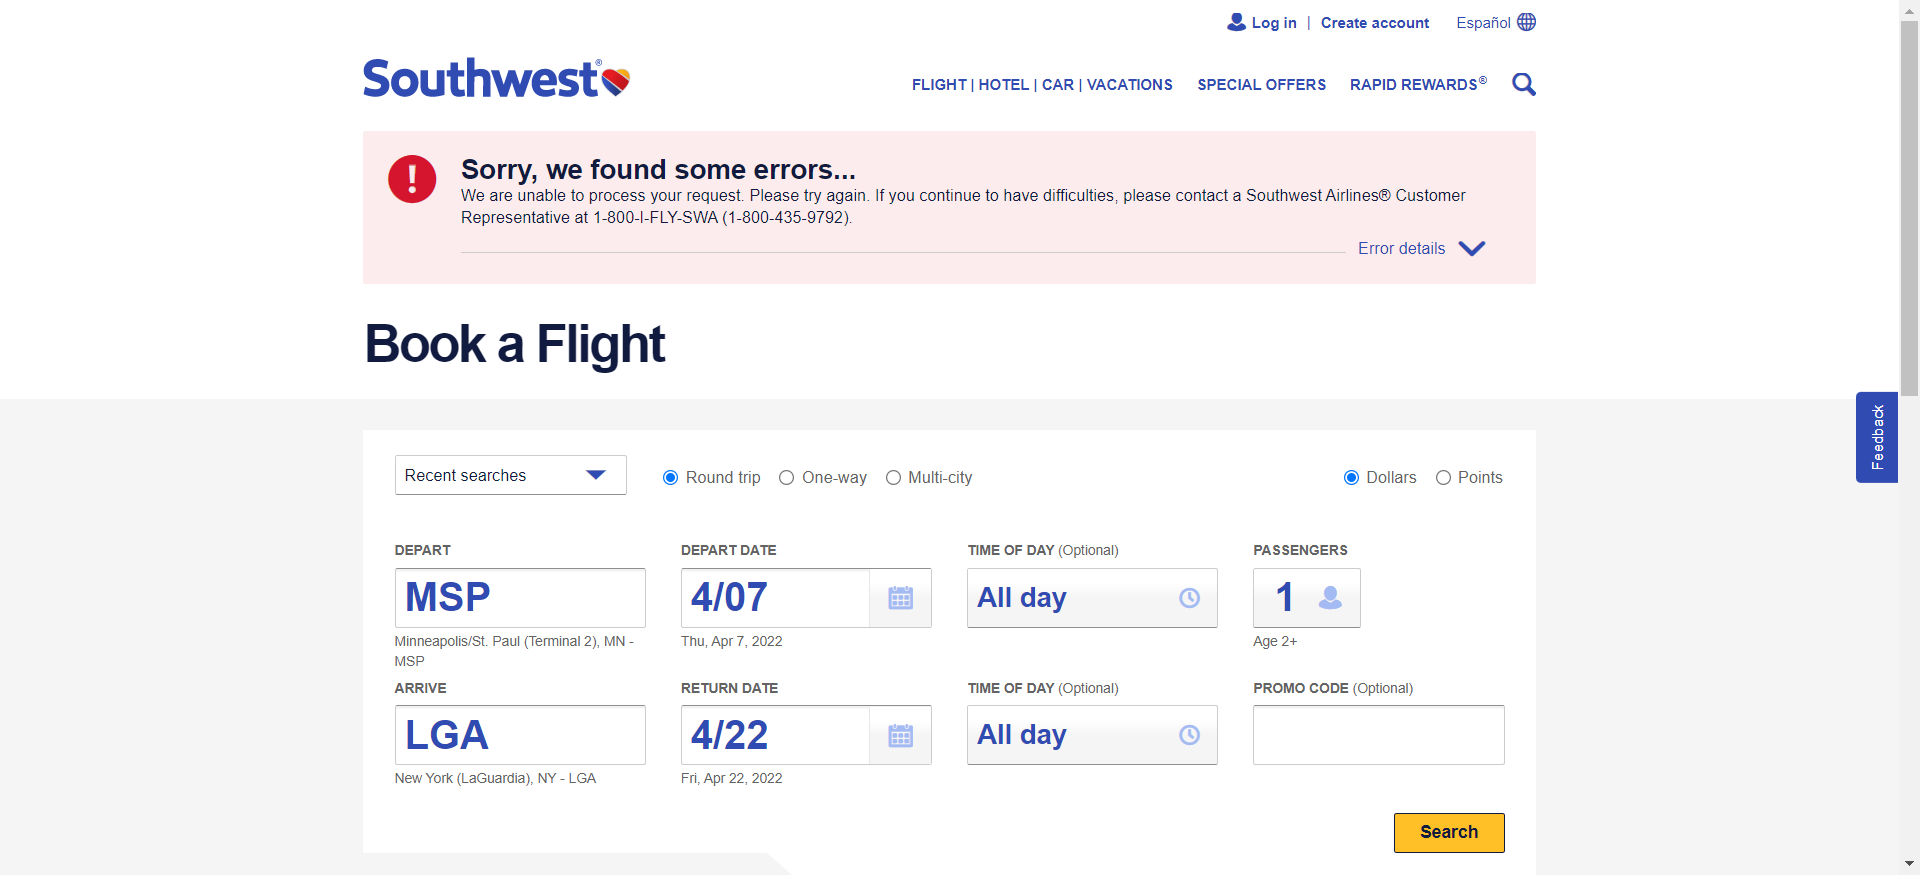 Log in | Create account Español
Southwest®
FLIGHT | HOTEL | CAR | VACATIONS SPECIAL OFFERS RAPID REWARDS®
Sorry, we found some errors...
We are unable to process your request. Please try again. If you continue to have difficulties, please contact a Southwest Airlines® Customer
Representative at 1-800-I-FLY-SWA (1-800-435-9792).
Error details
Book a Flight
Feedback
Recent searches Round trip One-way Multi-city Dollars Points
DEPART DEPART DATE TIME OF DAY (Optional) PASSENGERS
MSP 4/07 All day 1
Minneapolis/St. Paul (Terminal 2), MN - Thu, Apr 7, 2022 Age 2+
MSP
ARRIVE RETURN DATE TIME OF DAY (Optional) PROMO CODE (Optional)
LGA 4/22 All day
New York (LaGuardia), NY - LGA Fri, Apr 22, 2022
Search